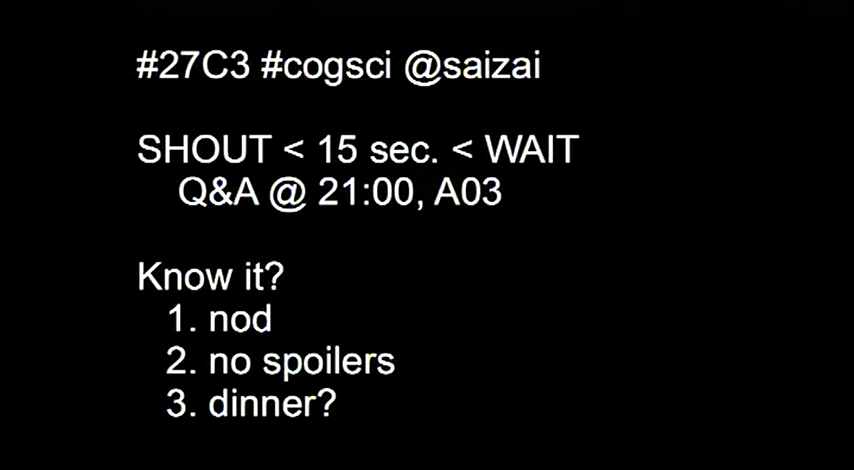 #27C3 #cogsci @saizai
SHOUT < 15 sec. < WAIT
Q&A @ 21:00, A03
Know it?
1. nod
2. no spoilers
3. dinner?